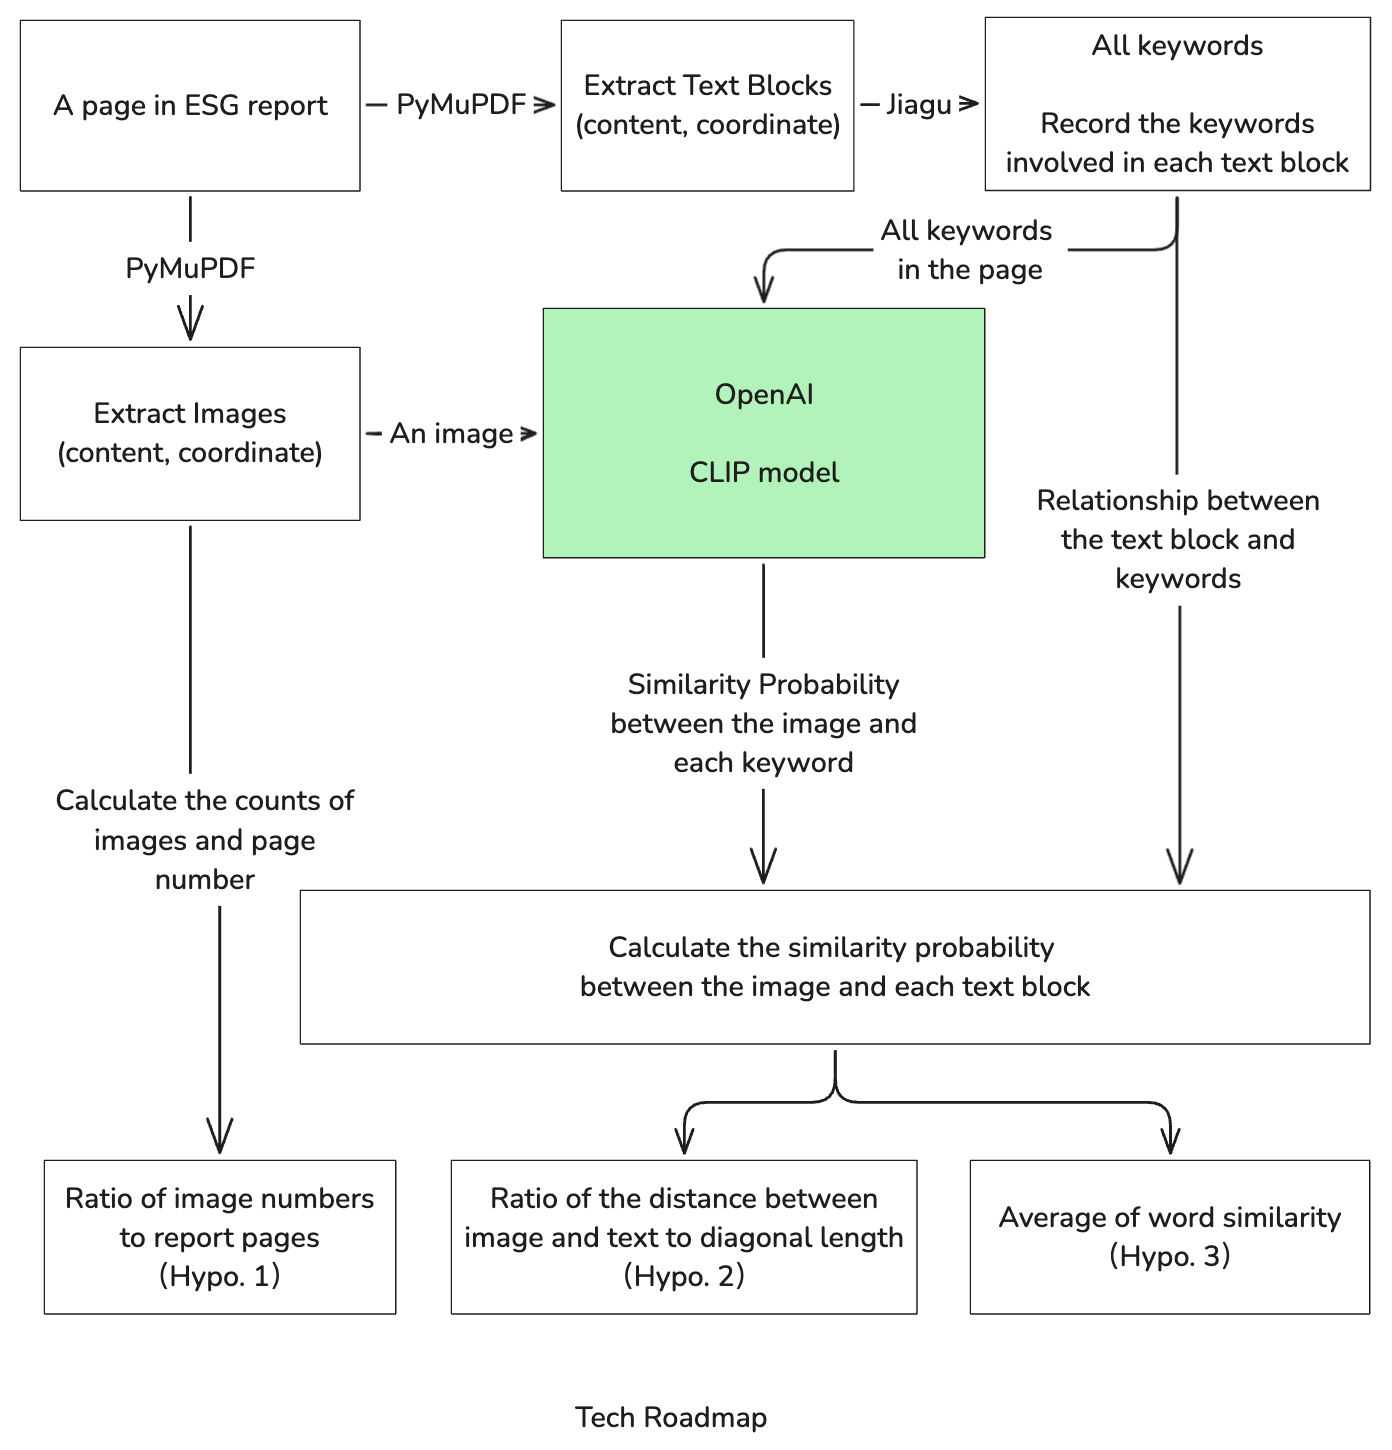 A page in ESG report
PyMuPDF
Extract Text Blocks
(content, coordinate)
Jiagu
All keywords
Record the keywords
involved in each text block
All keywords
in the page
PyMuPDF
Extract Images
(content, coordinate)
An image
OpenAI
CLIP model
Relationship between
the text block and
keywords
Similarity Probability
between the image and
each keyword
Calculate the counts of
images and page
number
Calculate the similarity probability
between the image and each text block
Ratio of image numbers
to report pages
(Hypo. 1)
Ratio of the distance between
image and text to diagonal length
(Hypo. 2)
Average of word similarity
(Hypo. 3)
Tech Roadmap